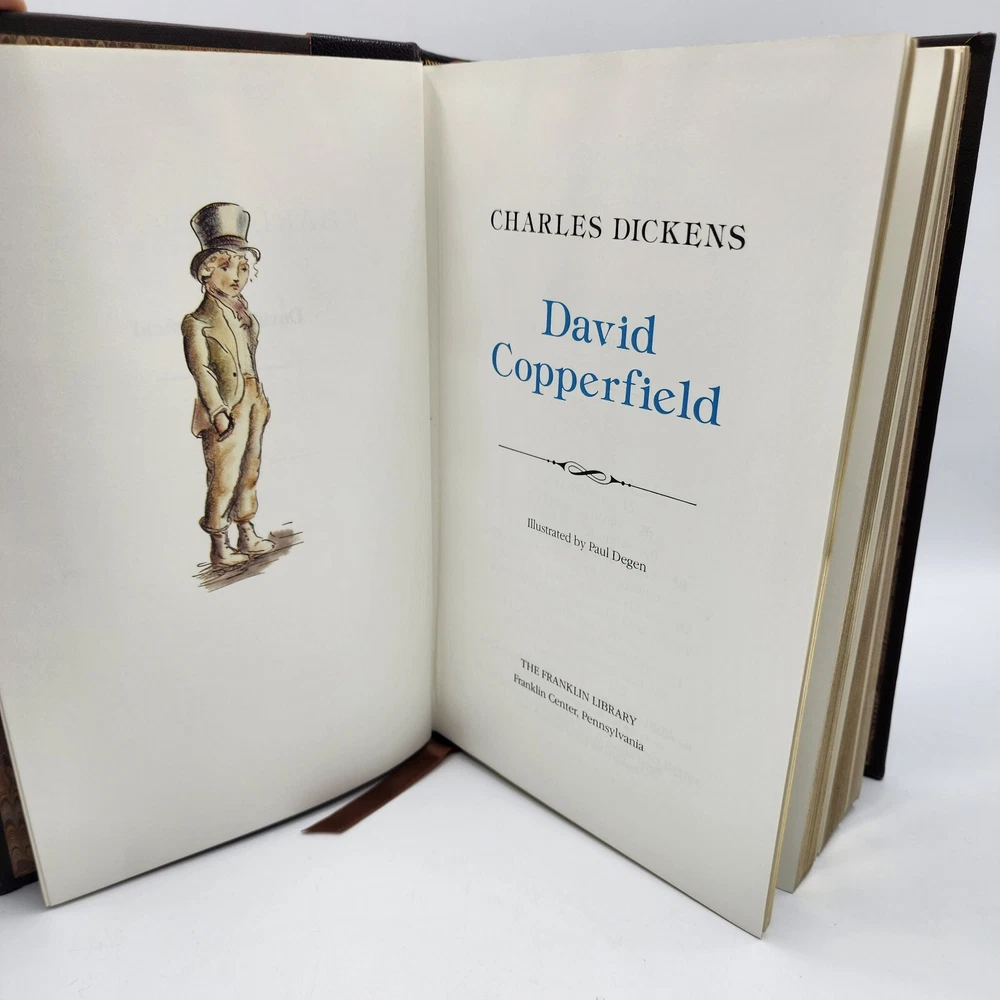 CHARLES DICKENS
David
Copperfield
Illustrated by Paul Degen
THE FRANKLIN LIBRARY
Franklin Center, Pennsylvania